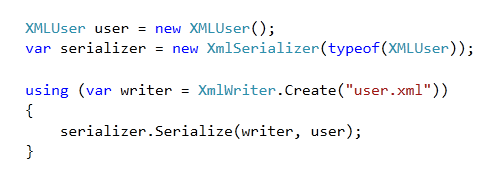 XMLUser user = new XMLUser();
var serializer = new XmlSerializer(typeof(XMLUser));
using (var writer = XmlWriter.Create("user.xml"))
{
serializer.Serialize(writer, user);
}